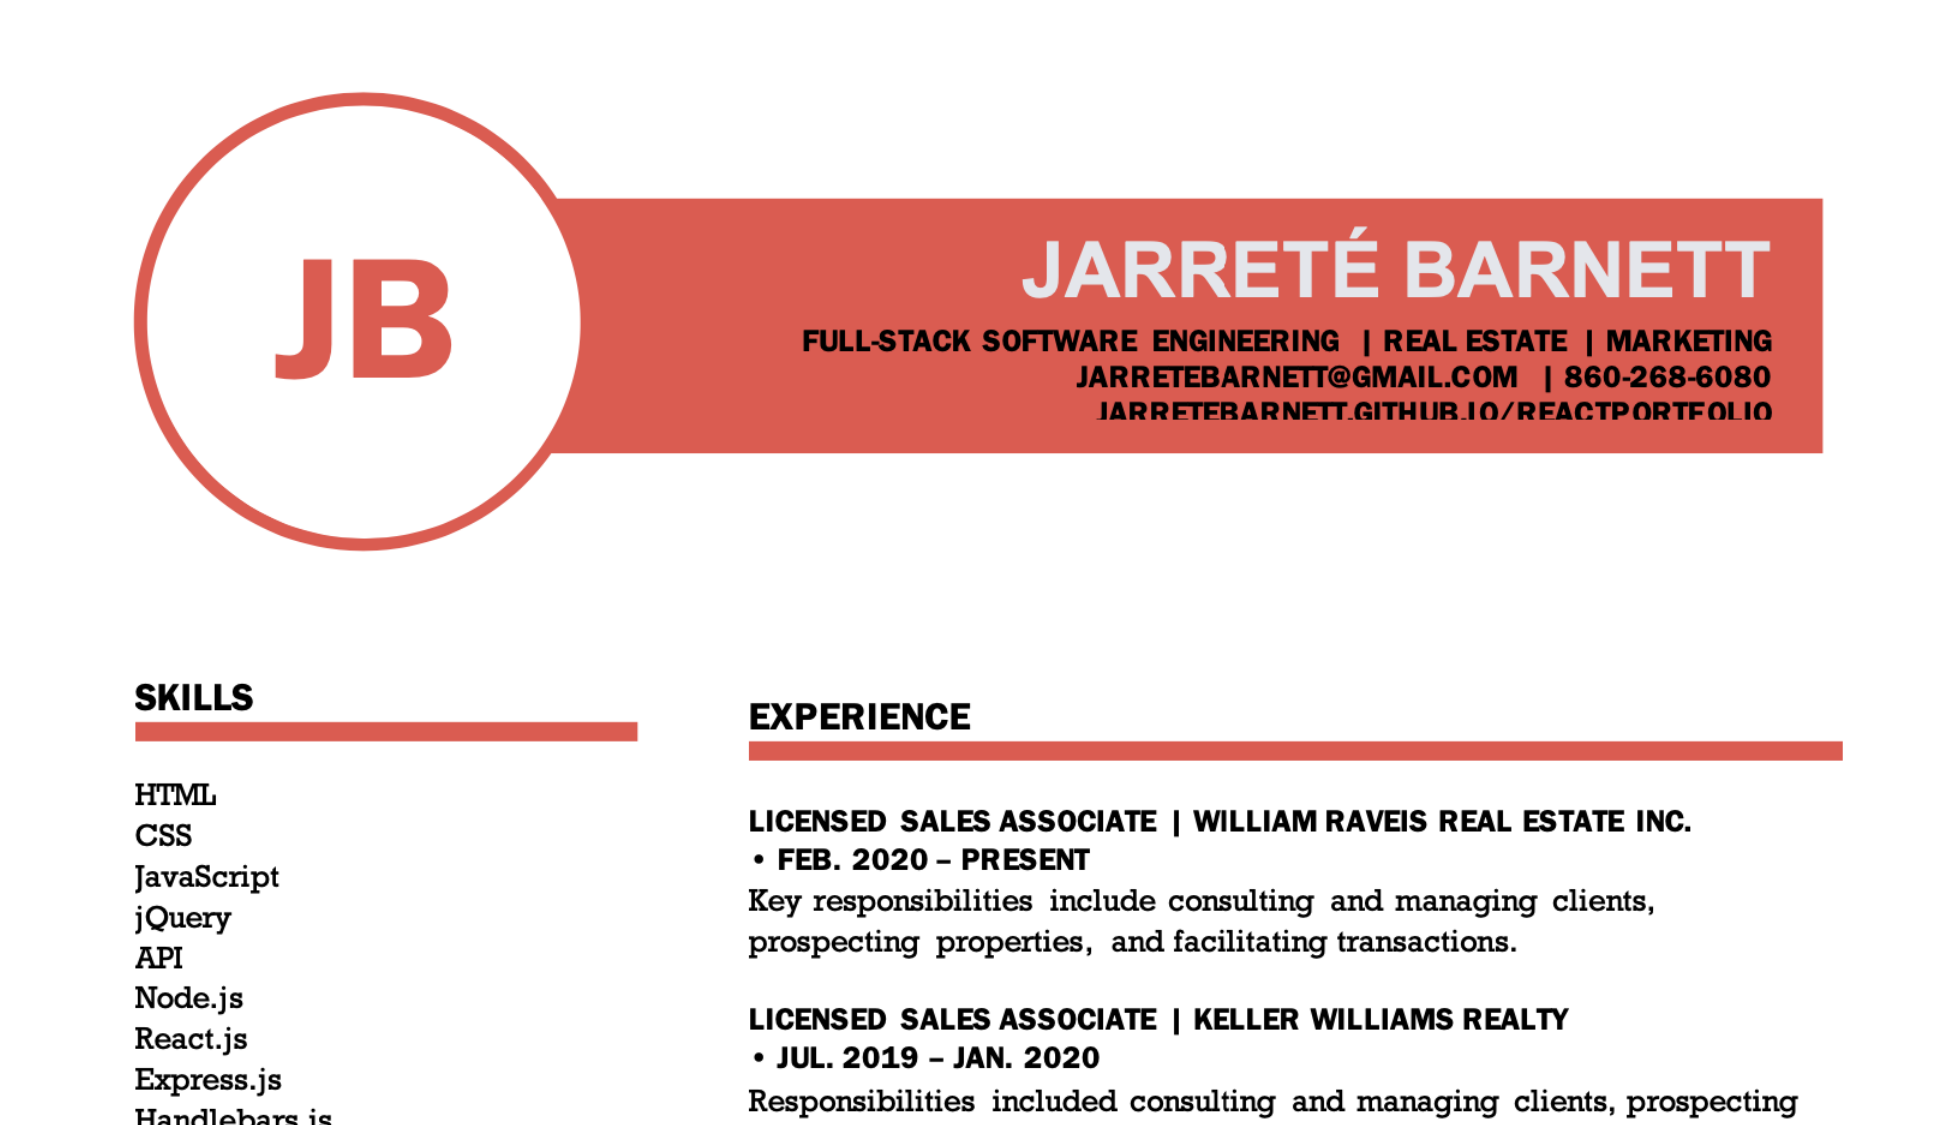 JB
JARRETÉ BARNETT
FULL-STACK SOFTWARE ENGINEERING | REAL ESTATE | MARKETING
JARRETEBARNETT@GMAIL.COM | 860-268-6080
JARRETEBARNETT.GITHUB.IO/REACTPORTFOLIO
SKILLS
HTML
CSS
JavaScript
jQuery
API
Node.js
React.js
Express.js
Handlebars.js
EXPERIENCE
LICENSED SALES ASSOCIATE | WILLIAM RAVEIS REAL ESTATE INC.
• FEB. 2020 – PRESENT
Key responsibilities include consulting and managing clients,
prospecting properties, and facilitating transactions.
LICENSED SALES ASSOCIATE | KELLER WILLIAMS REALTY
• JUL. 2019 – JAN. 2020
Responsibilities included consulting and managing clients, prospecting